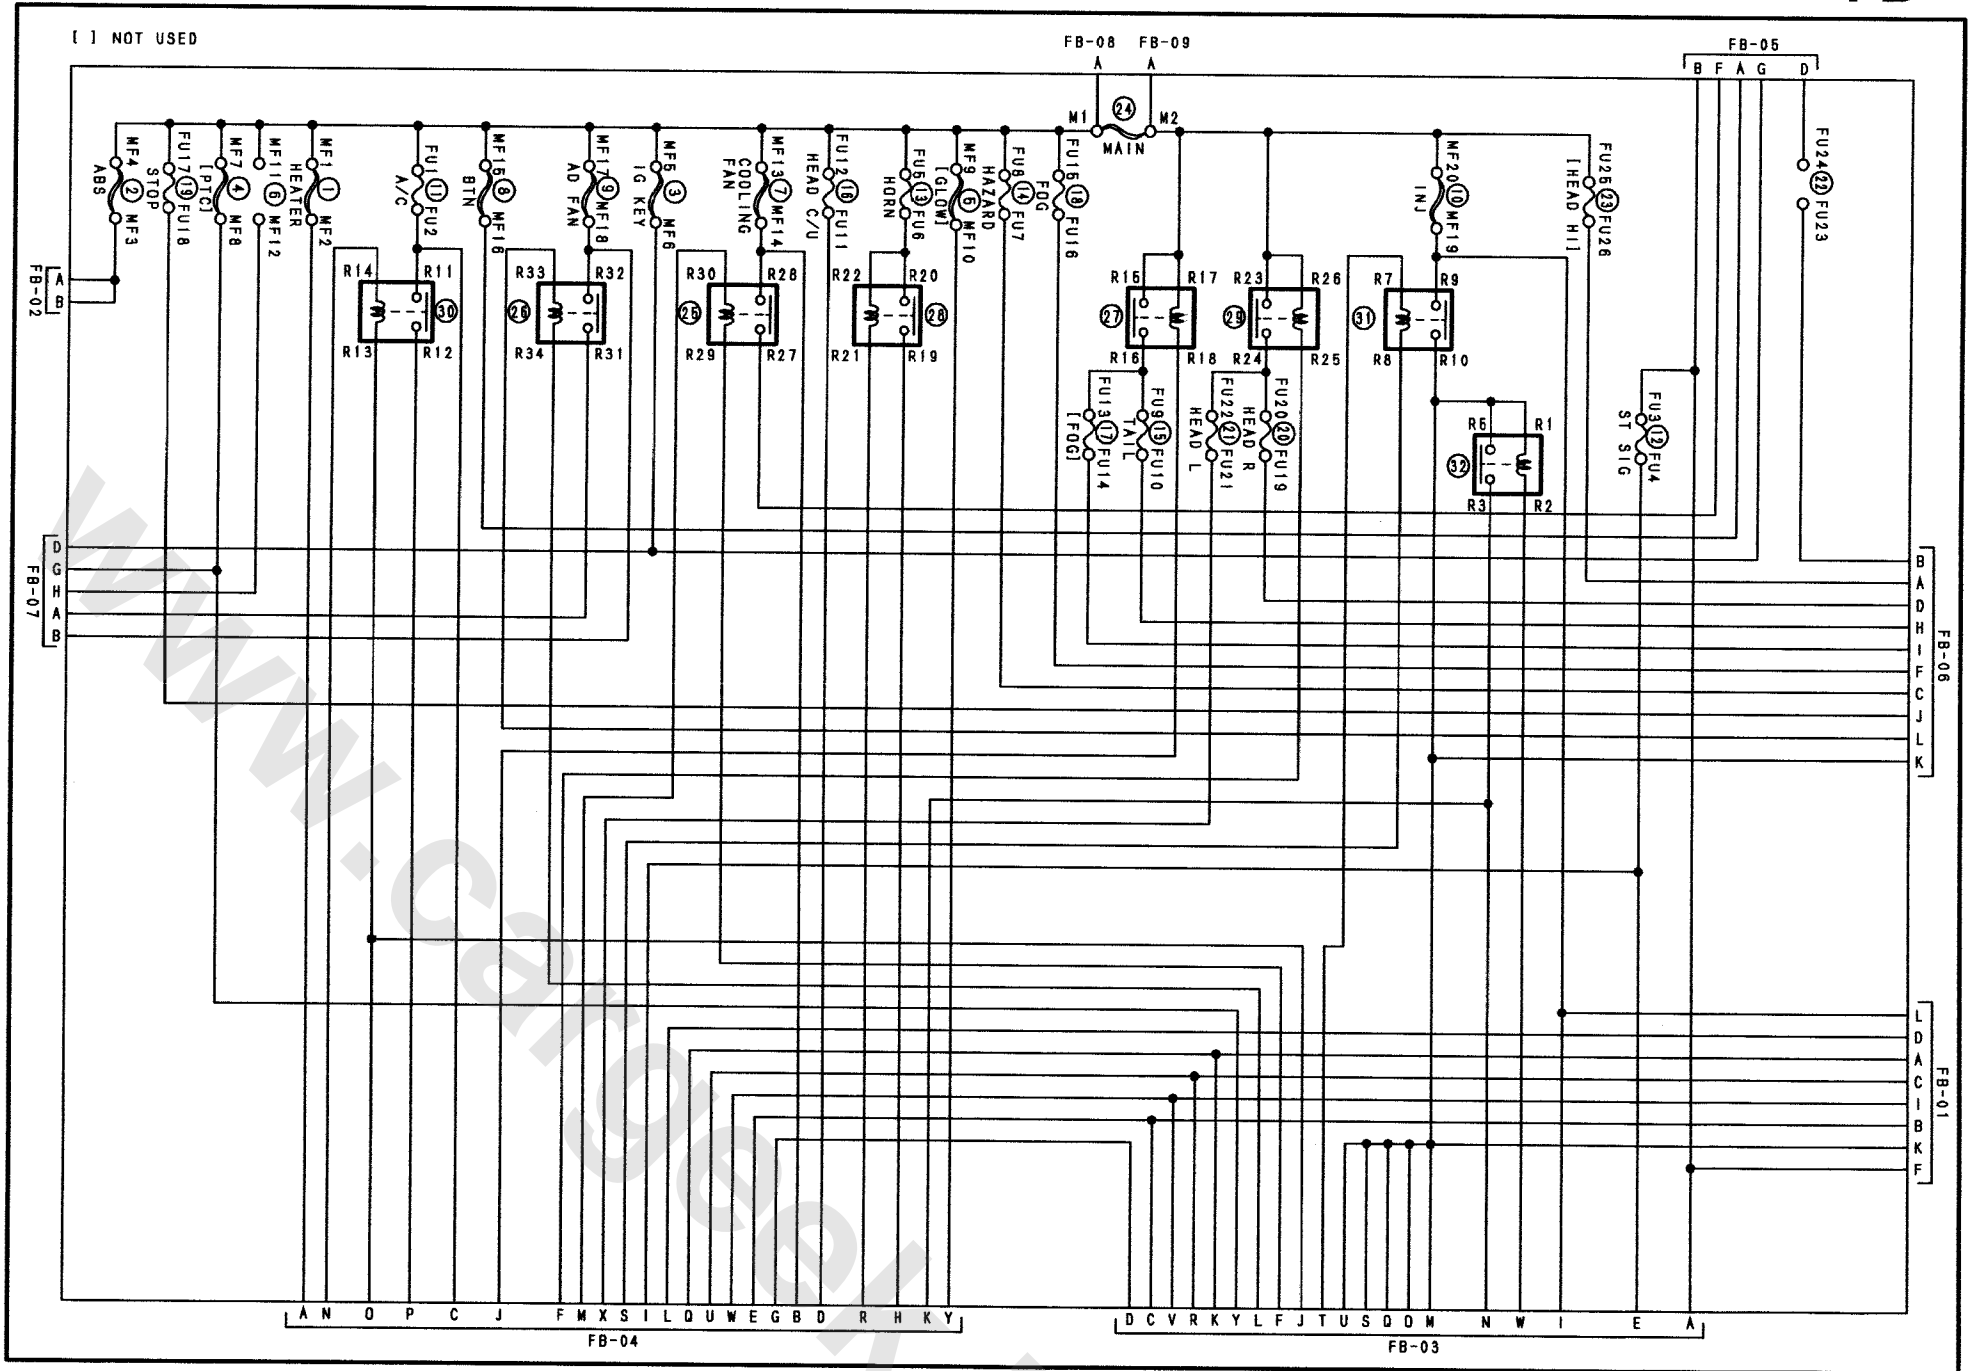 [ ] NOT USED
FB-08 FB-09
A A
FB-05
B F A G D
M1 24 M2
MAIN
MF4 2 MF3
ABS
FU17 19 FU18
STOP
MF7 4 MF8
[PTC]
MF11 6 MF12
MF1 1 MF2
HEATER
FU1 11 FU2
A/C
MF15 8 MF16
BTN
MF17 9 MF18
AD FAN
MF5 3 MF6
IG KEY
MF13 7 MF14
COOLING
FAN
FU12 16 FU11
HEAD C/U
FU5 13 FU6
HORN
MF9 5 MF10
[GLOW]
FU8 14 FU7
HAZARD
FU15 18 FU16
FOG
MF20 10 MF19
INJ
FU25 23 FU26
[HEAD HI]
FU24 22 FU23
FB-02
A
B
R14 R11
30
R13 R12
R33 R32
26
R34 R31
R30 R28
25
R29 R27
R22 R20
28
R21 R19
R15 R17
27
R16 R18
R23 R26
29
R24 R25
R7 R9
31
R8 R10
R5 R1
32
R3 R2
FU13 17 FU14
[FOG]
FU9 15 FU10
TAIL
FU22 21 FU21
HEAD L
FU20 20 FU19
HEAD R
FU3 12 FU4
ST SIG
FB-07
D
G
H
A
B
FB-06
B
A
D
H
I
F
C
J
L
K
FB-01
L
D
A
C
I
B
K
F
A N O P C J F M X S I L Q U W E G B D R H K Y
FB-04
D C V R K Y L F J T U S Q O M N W I E A
FB-03
www.cargeek